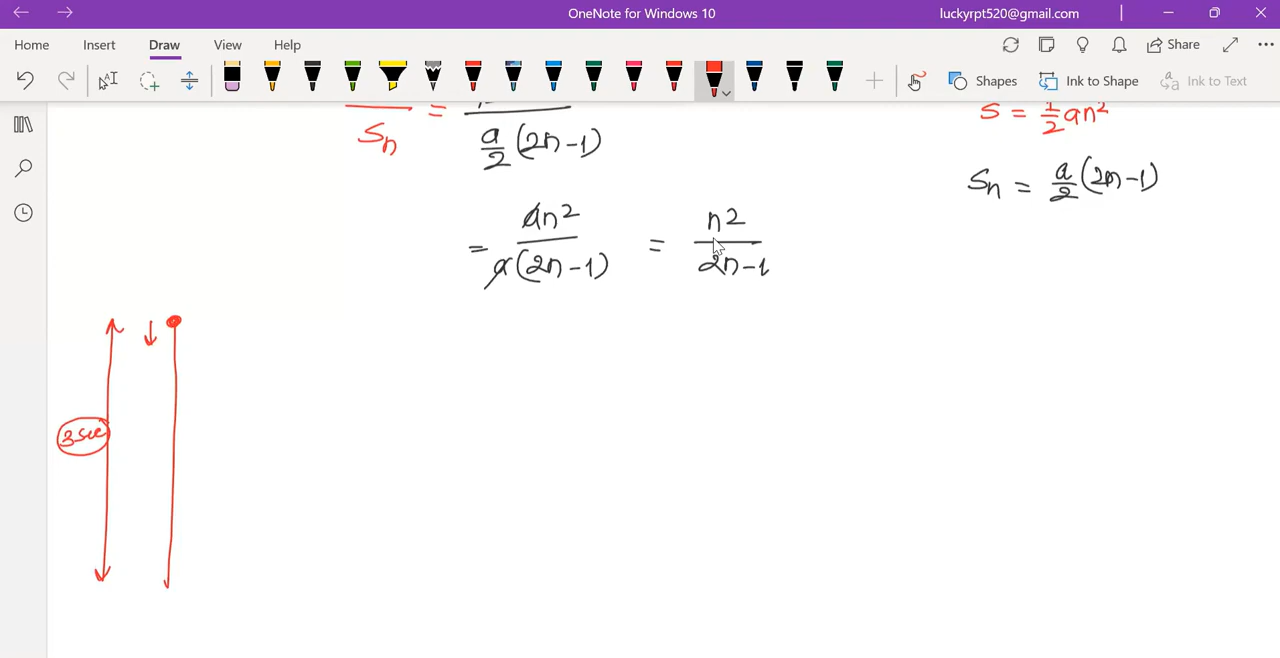 OneNote for Windows 10
luckyrpt520@gmail.com
Home Insert Draw View Help
Share
Shapes Ink to Shape Ink to Text
S = 1/2 an²
Sn = a/2 (2n-1)
Sn = a/2 (2n-1)
= an² / a(2n-1) = n² / 2n-1
3 sec